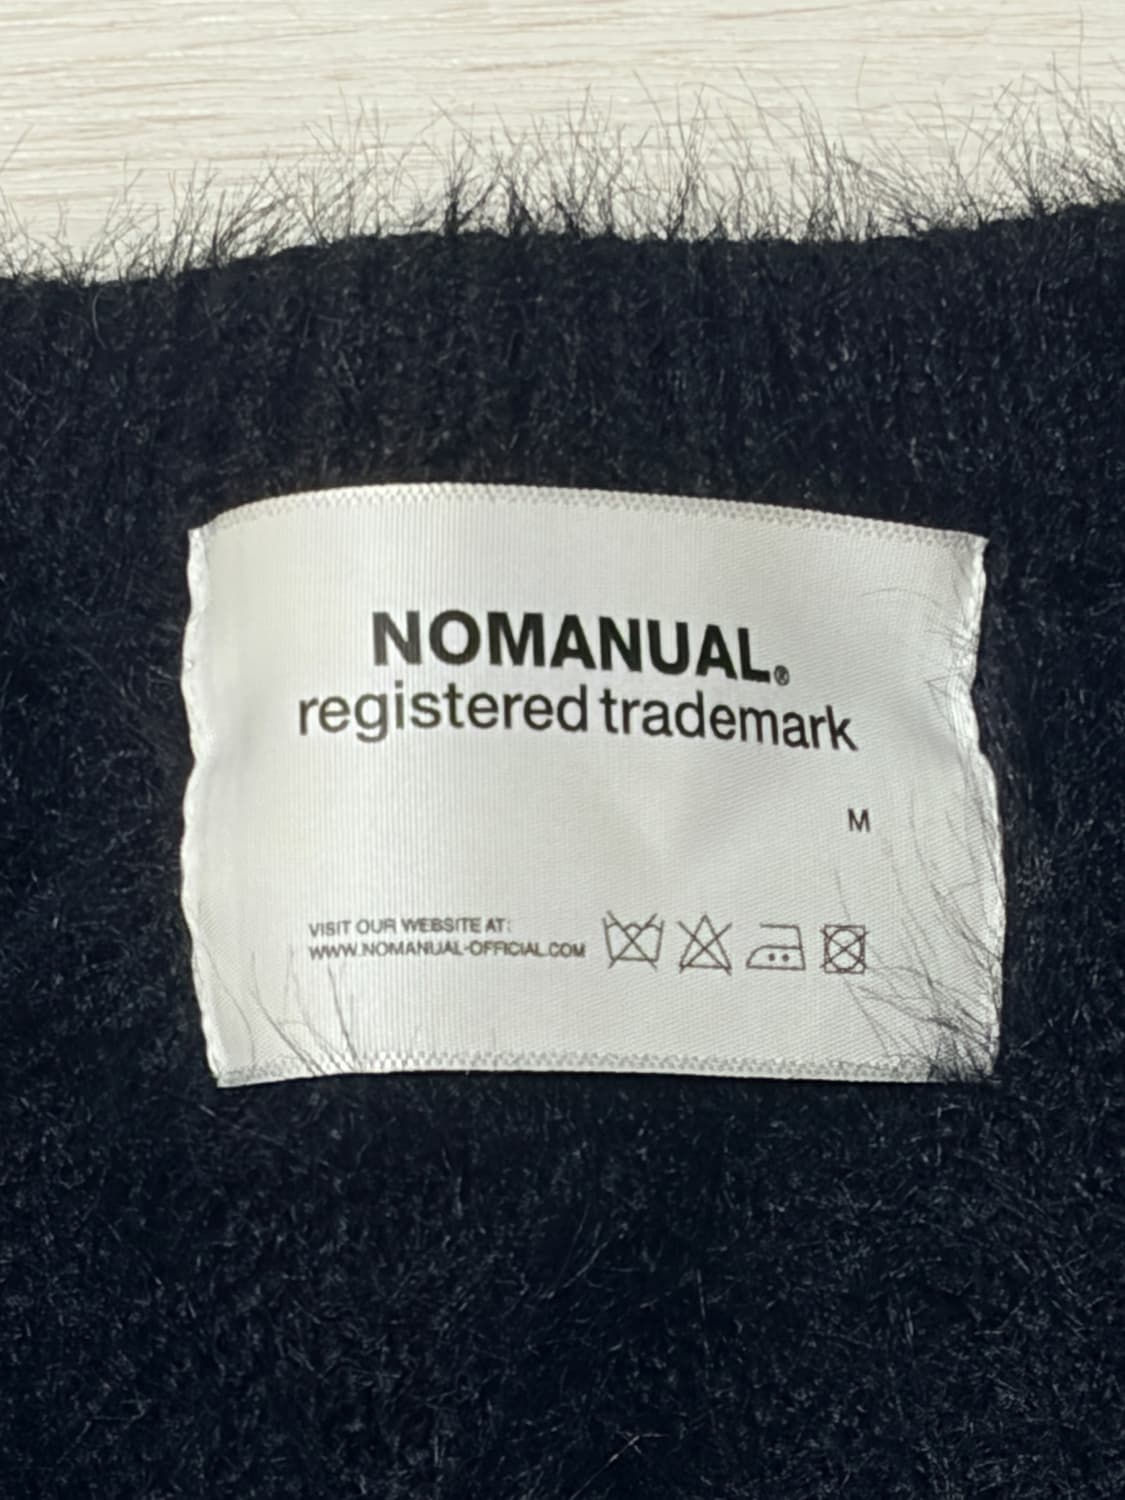 NOMANUAL®
registered trademark
M
VISIT OUR WEBSITE AT:
WWW.NOMANUAL-OFFICIAL.COM